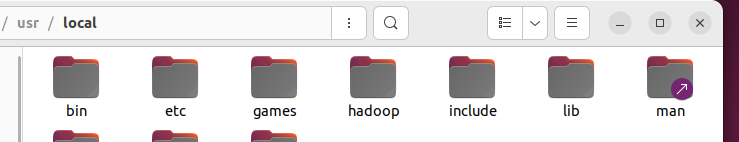 / usr / local
bin etc games hadoop include lib man